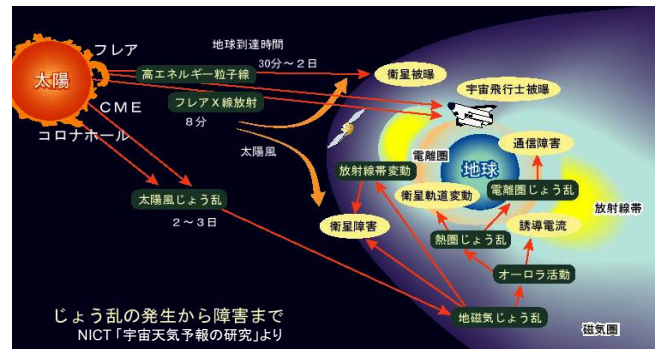 フレア
地球到達時間
30分～2日
太陽
高エネルギー粒子線
衛星被曝
宇宙飛行士被曝
フレアX線放射
CME
8分
コロナホール
太陽風
通信障害
電離圏
放射線帯変動
地球
太陽風じょう乱
衛星軌道変動
電離圏じょう乱
放射線帯
2～3日
衛星障害
誘導電流
熱圏じょう乱
オーロラ活動
じょう乱の発生から障害まで
地磁気じょう乱
NICT「宇宙天気予報の研究」より
磁気圏